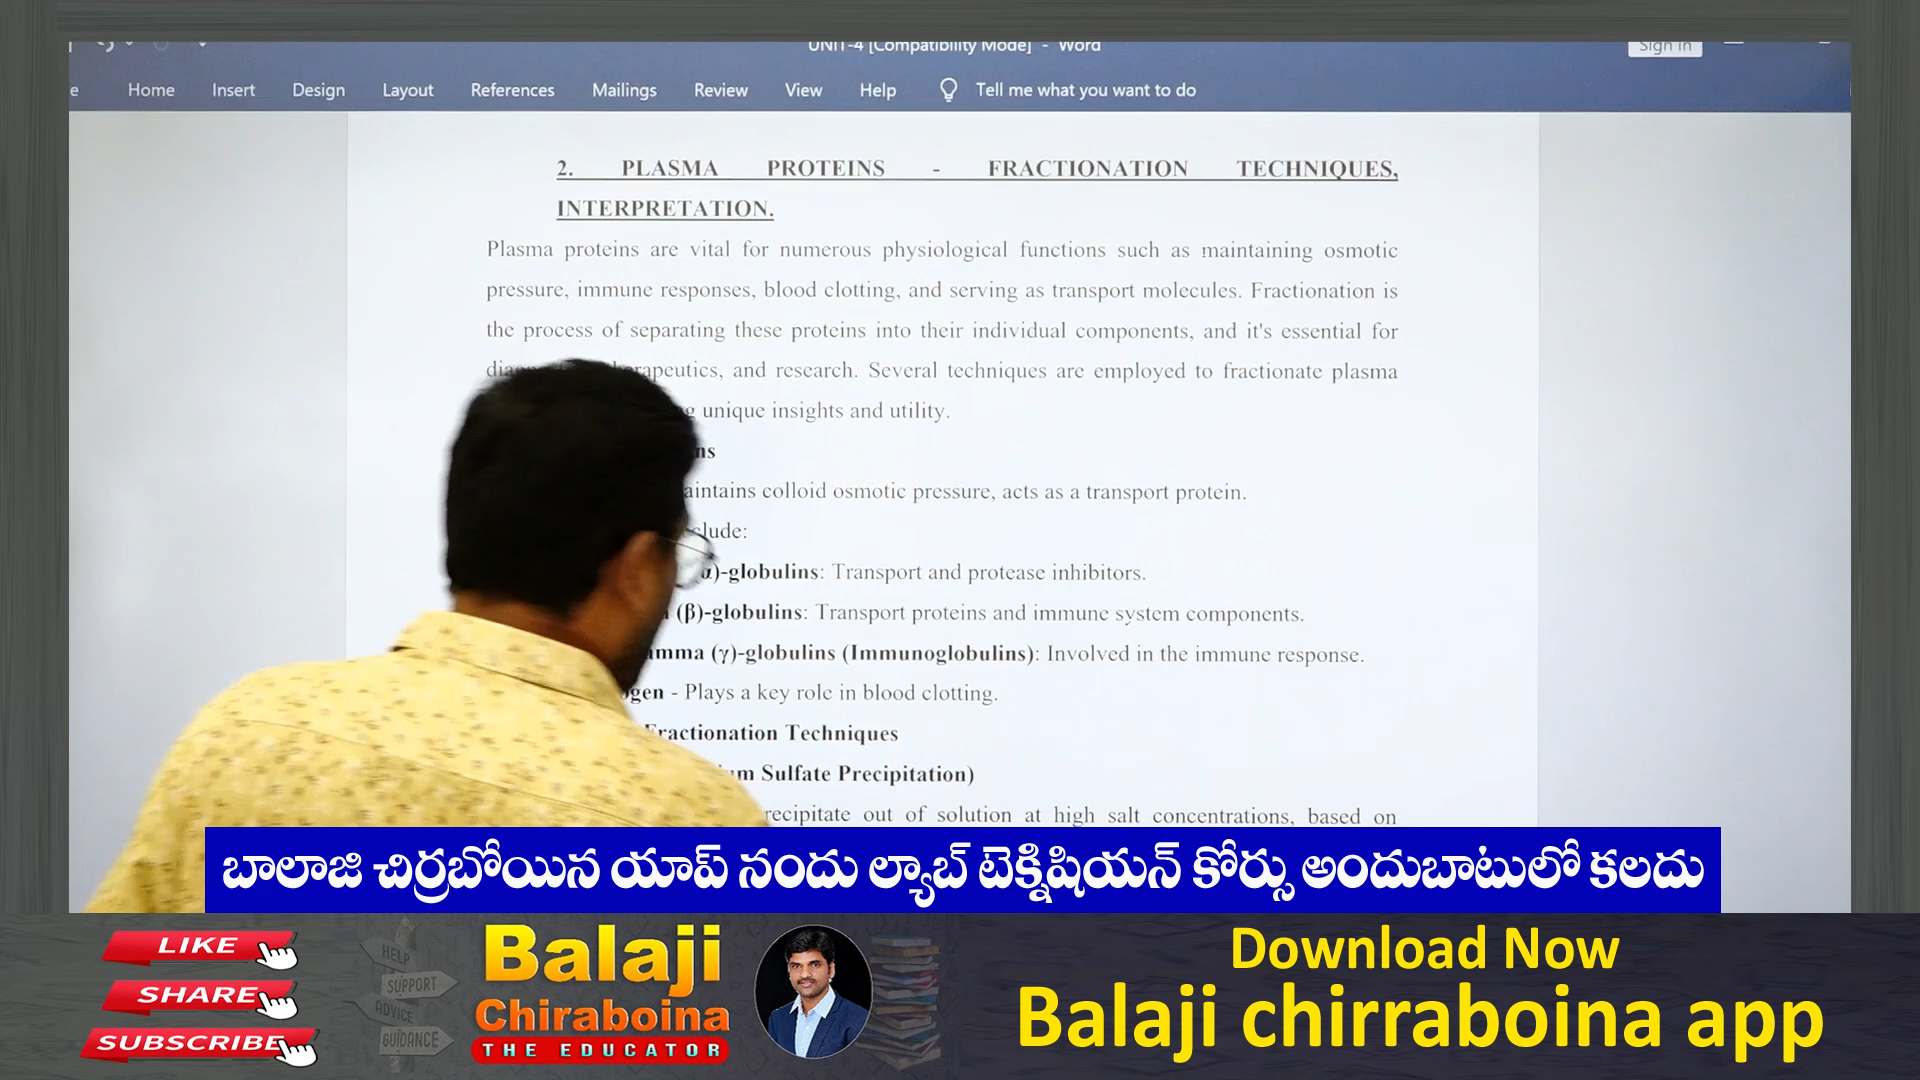 UNIT-4 [Compatibility Mode] - Word
Sign in
Home Insert Design Layout References Mailings Review View Help Tell me what you want to do
2. PLASMA PROTEINS - FRACTIONATION TECHNIQUES,
INTERPRETATION.
Plasma proteins are vital for numerous physiological functions such as maintaining osmotic
pressure, immune responses, blood clotting, and serving as transport molecules. Fractionation is
the process of separating these proteins into their individual components, and it's essential for
and research. Several techniques are employed to fractionate plasma
unique insights and utility.
colloid osmotic pressure, acts as a transport protein.
(α)-globulins: Transport and protease inhibitors.
(β)-globulins: Transport proteins and immune system components.
(γ)-globulins (Immunoglobulins): Involved in the immune response.
- Plays a key role in blood clotting.
Fractionation Techniques
Sulfate Precipitation)
out of solution at high salt concentrations, based on
బాలాజి చిర్రబోయిన యాప్ నందు ల్యాబ్ టెక్నిషియన్ కోర్సు అందుబాటులో కలదు
LIKE
SHARE
SUBSCRIBE
HELP
SUPPORT
ADVICE
GUIDANCE
Balaji
Chiraboina
THE EDUCATOR
Download Now
Balaji chirraboina app